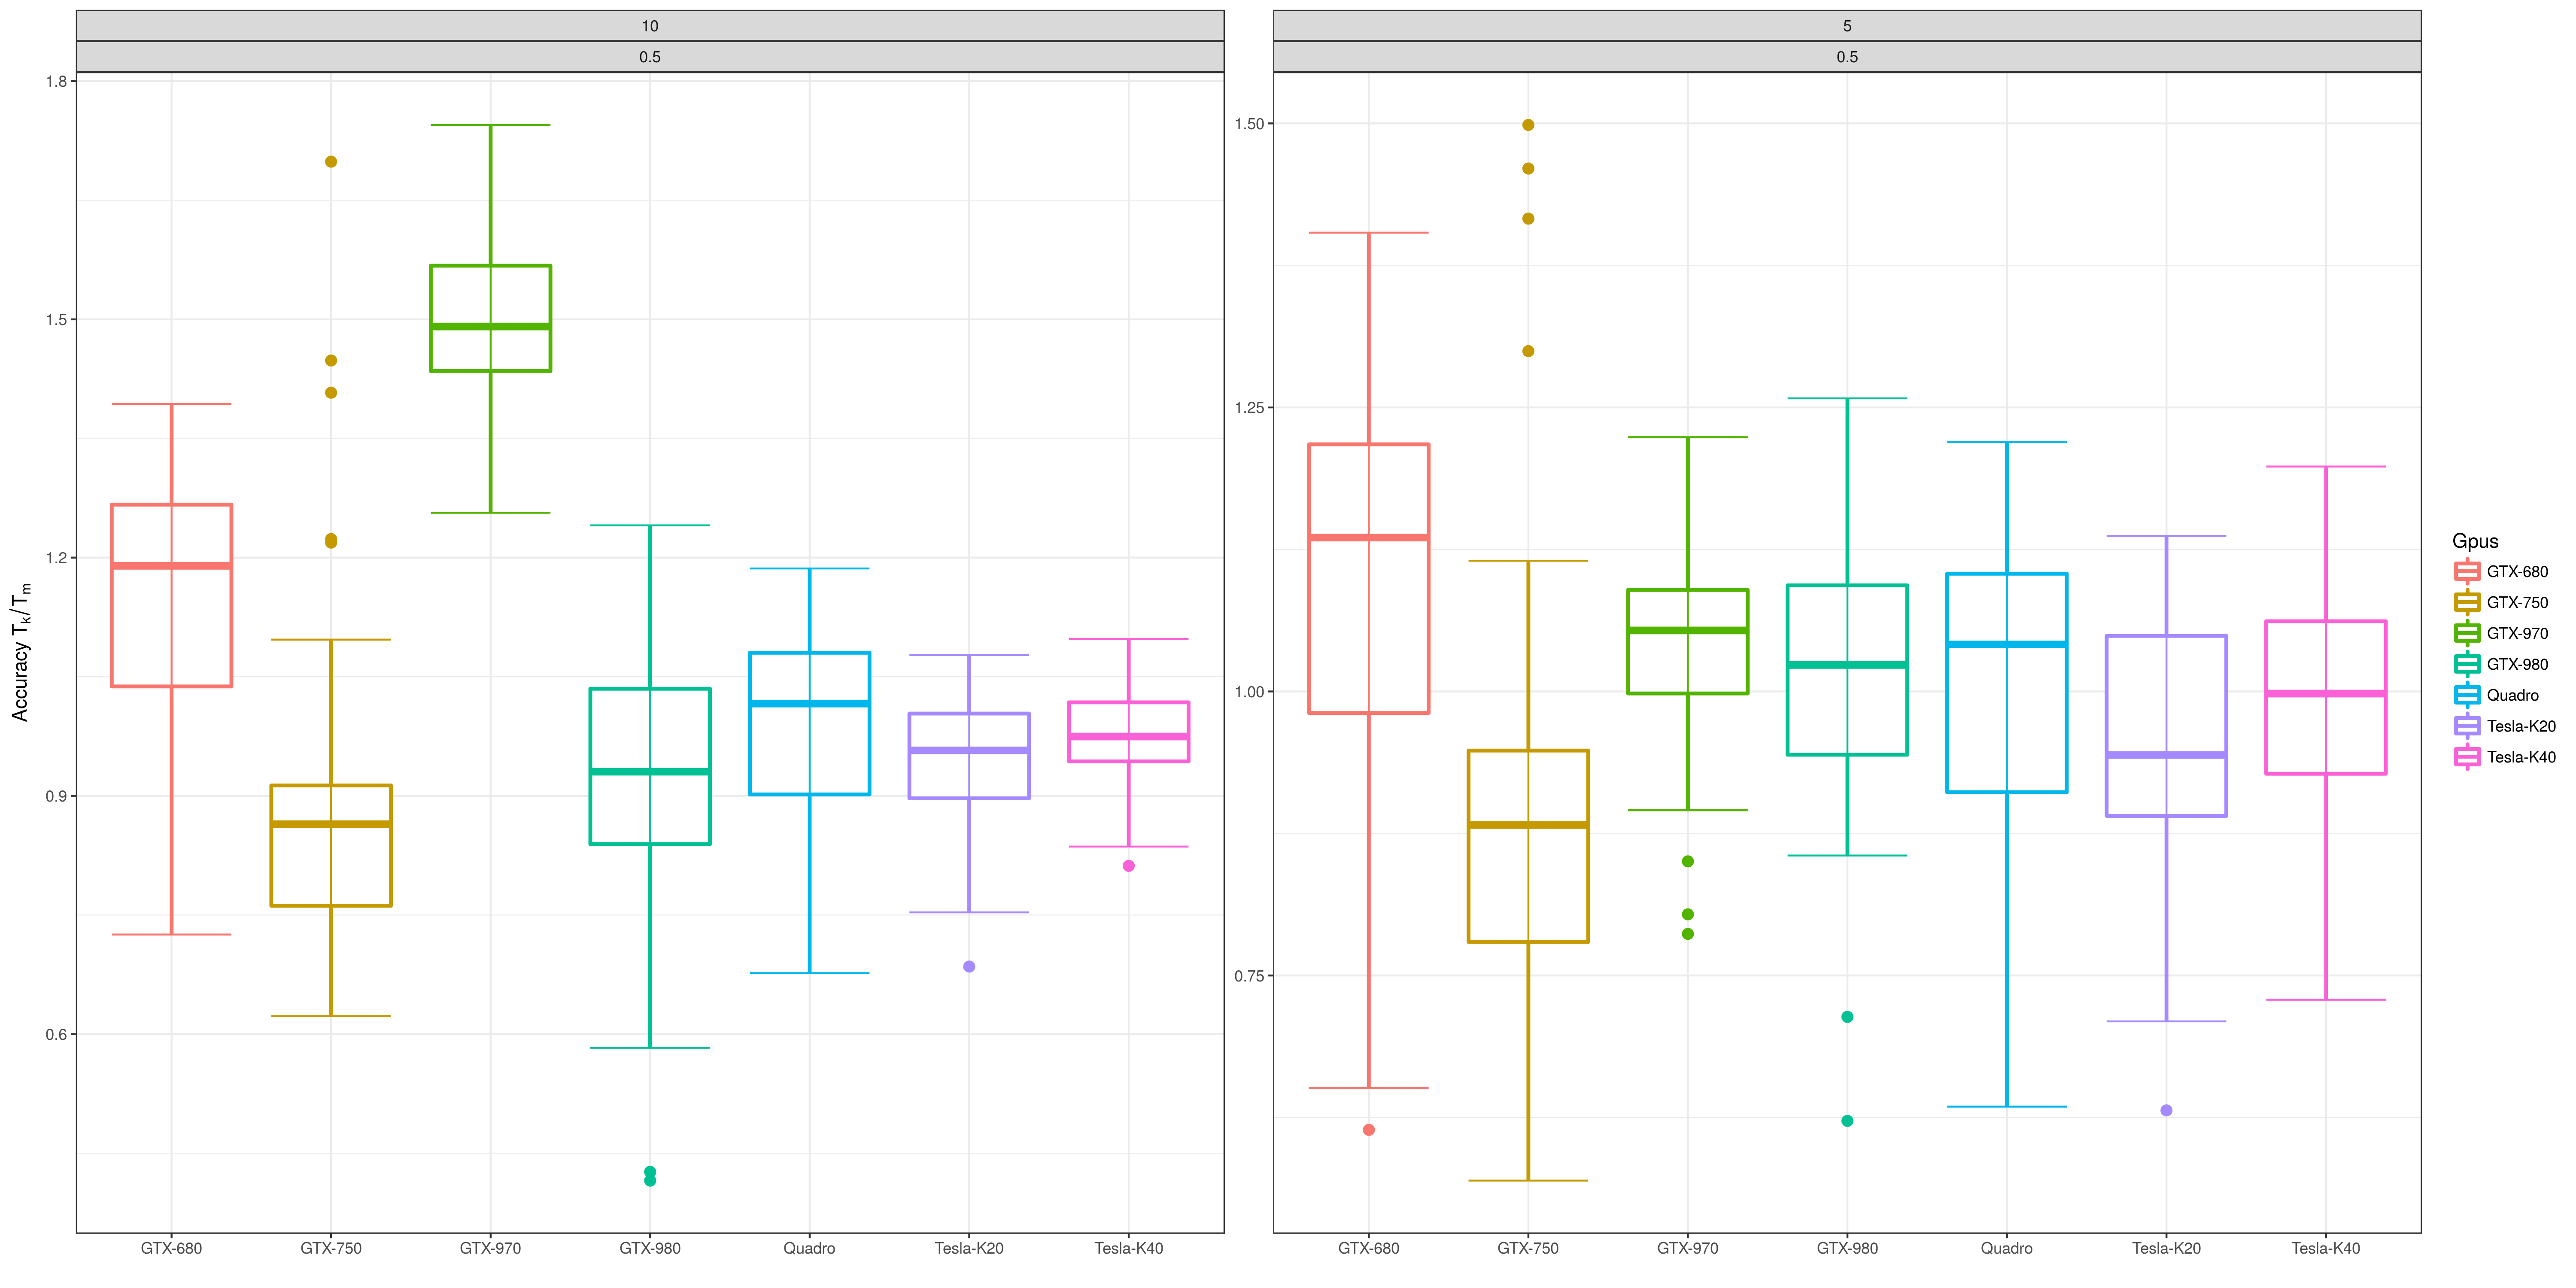 10
0.5
5
0.5
1.8
1.5
1.2
0.9
0.6
1.50
1.25
1.00
0.75
Accuracy Tk/Tm
GTX-680 GTX-750 GTX-970 GTX-980 Quadro Tesla-K20 Tesla-K40
GTX-680 GTX-750 GTX-970 GTX-980 Quadro Tesla-K20 Tesla-K40
Gpus
GTX-680
GTX-750
GTX-970
GTX-980
Quadro
Tesla-K20
Tesla-K40